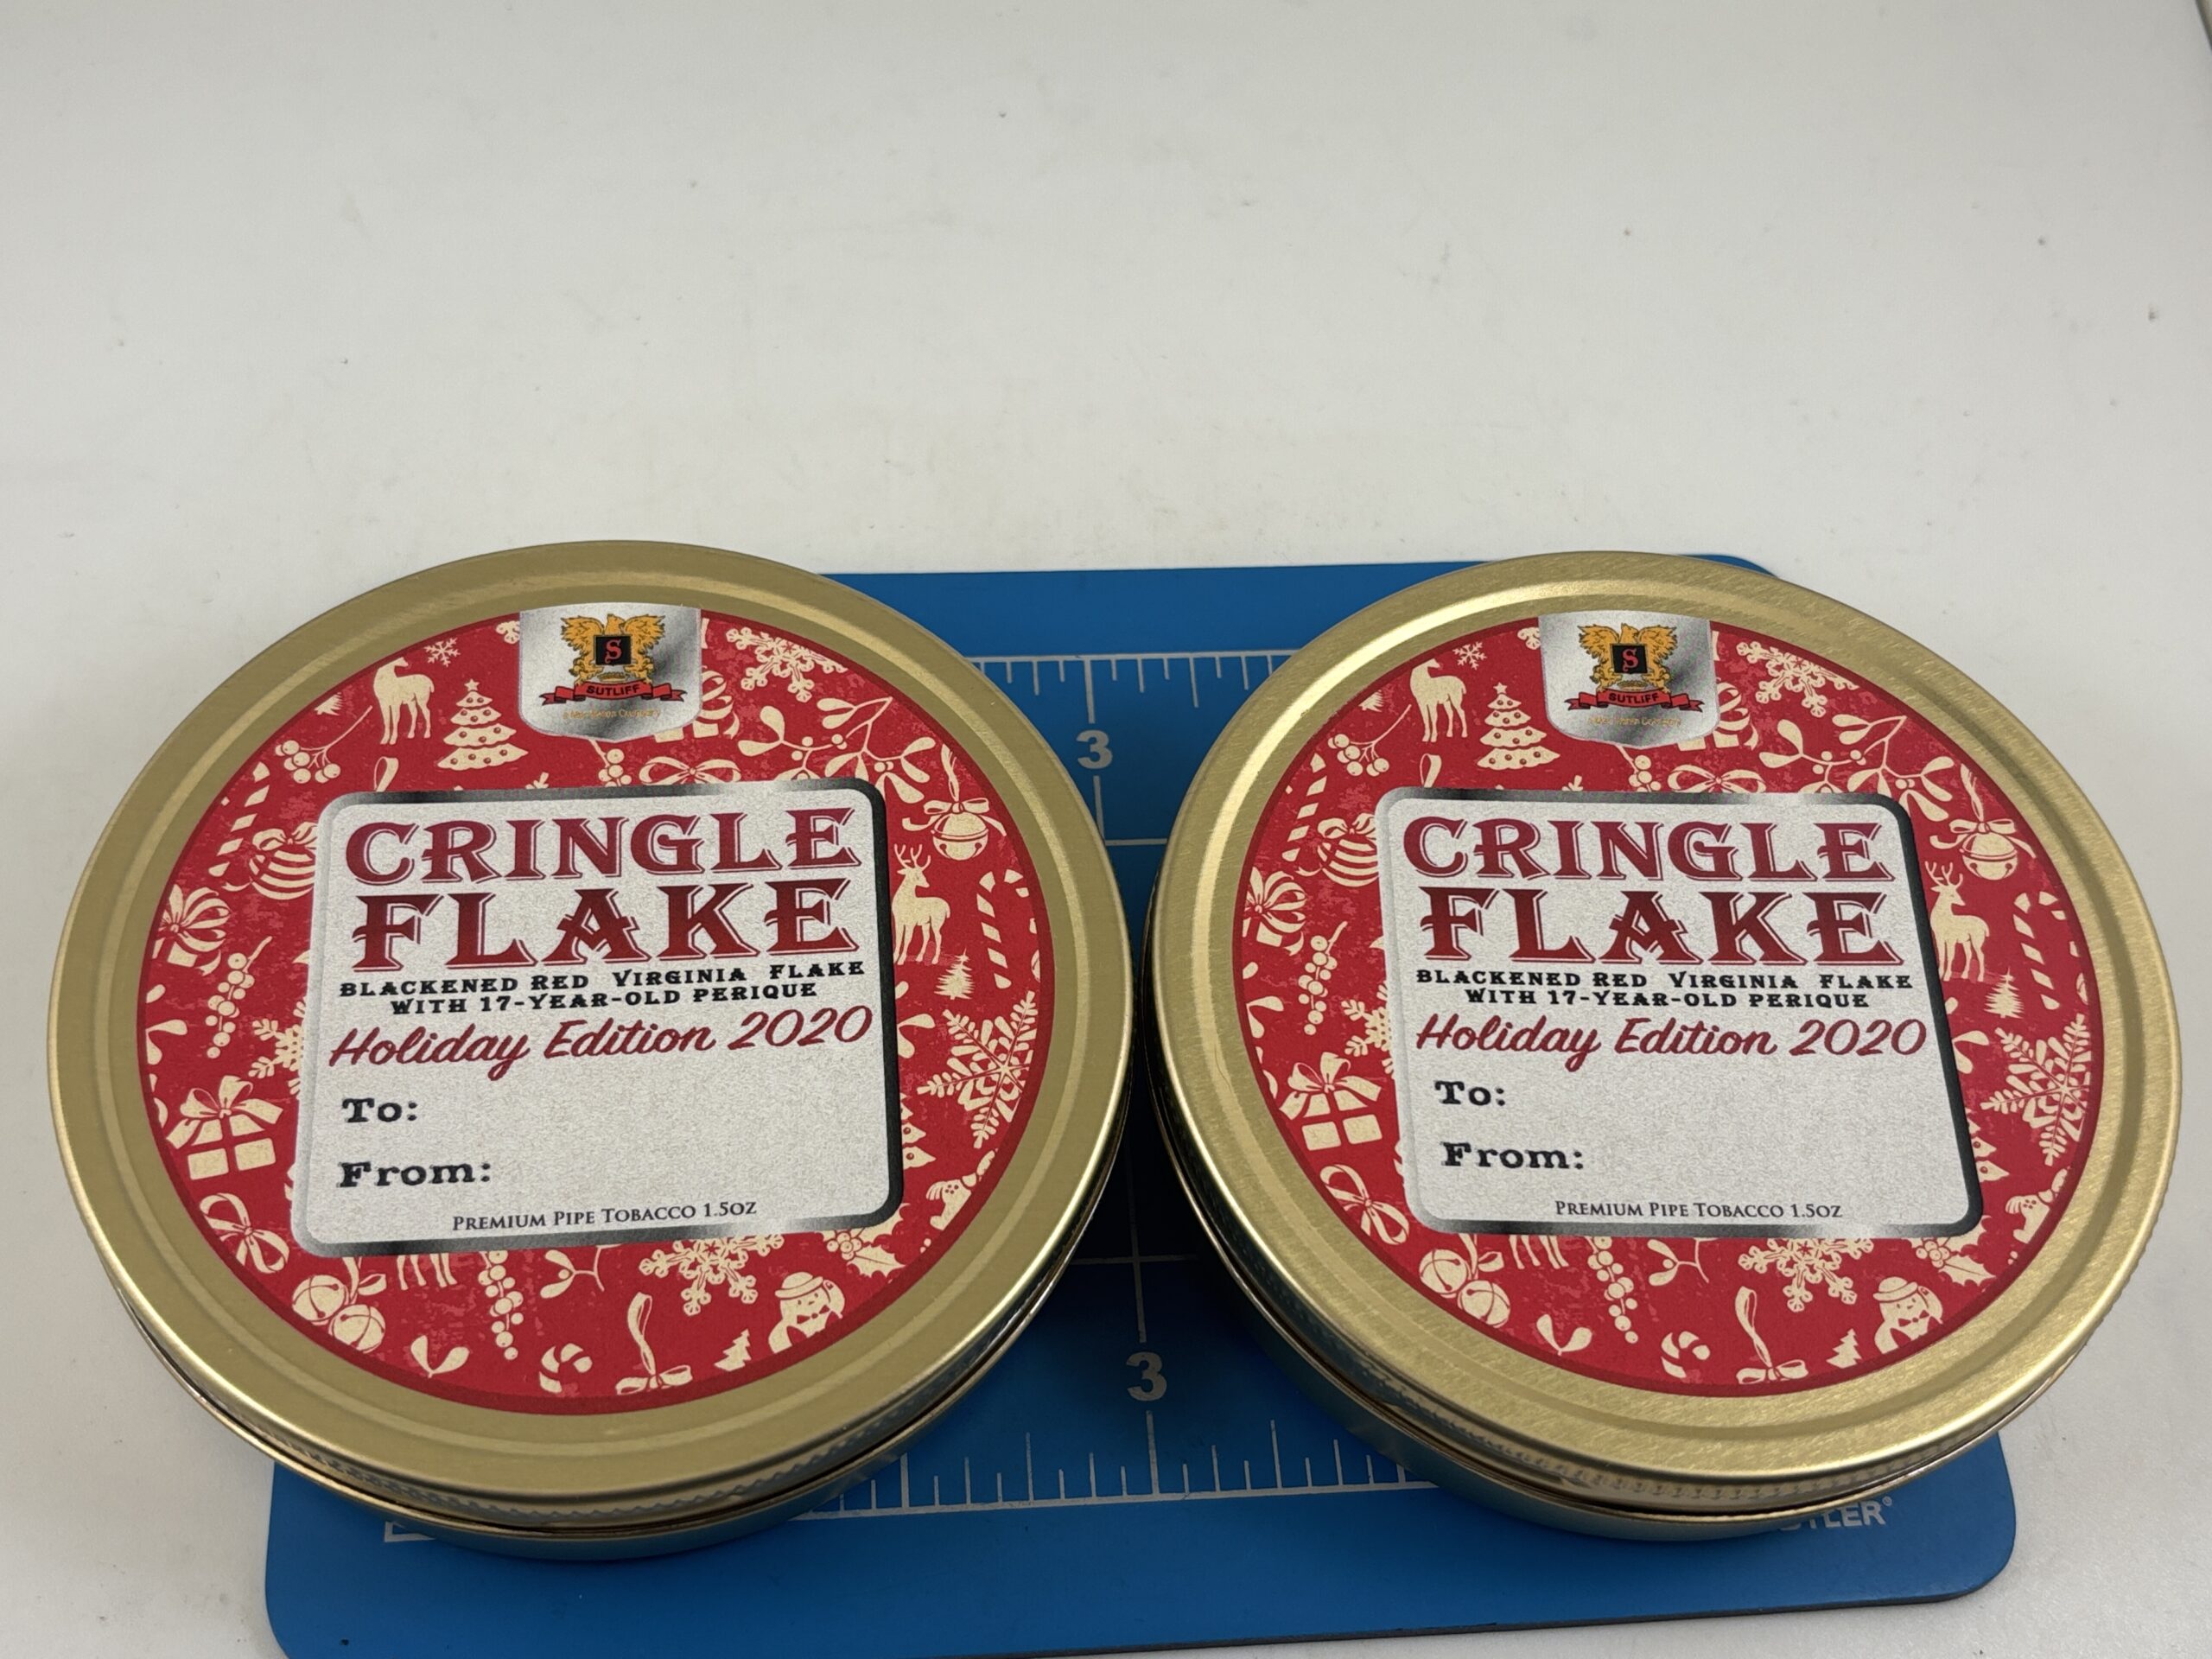 S
SUTLIFF
CRINGLE
FLAKE
BLACKENED RED VIRGINIA FLAKE
WITH 17-YEAR-OLD PERIQUE
Holiday Edition 2020
To:
From:
PREMIUM PIPE TOBACCO 1.5OZ
3
3
S
SUTLIFF
CRINGLE
FLAKE
BLACKENED RED VIRGINIA FLAKE
WITH 17-YEAR-OLD PERIQUE
Holiday Edition 2020
To:
From:
PREMIUM PIPE TOBACCO 1.5OZ